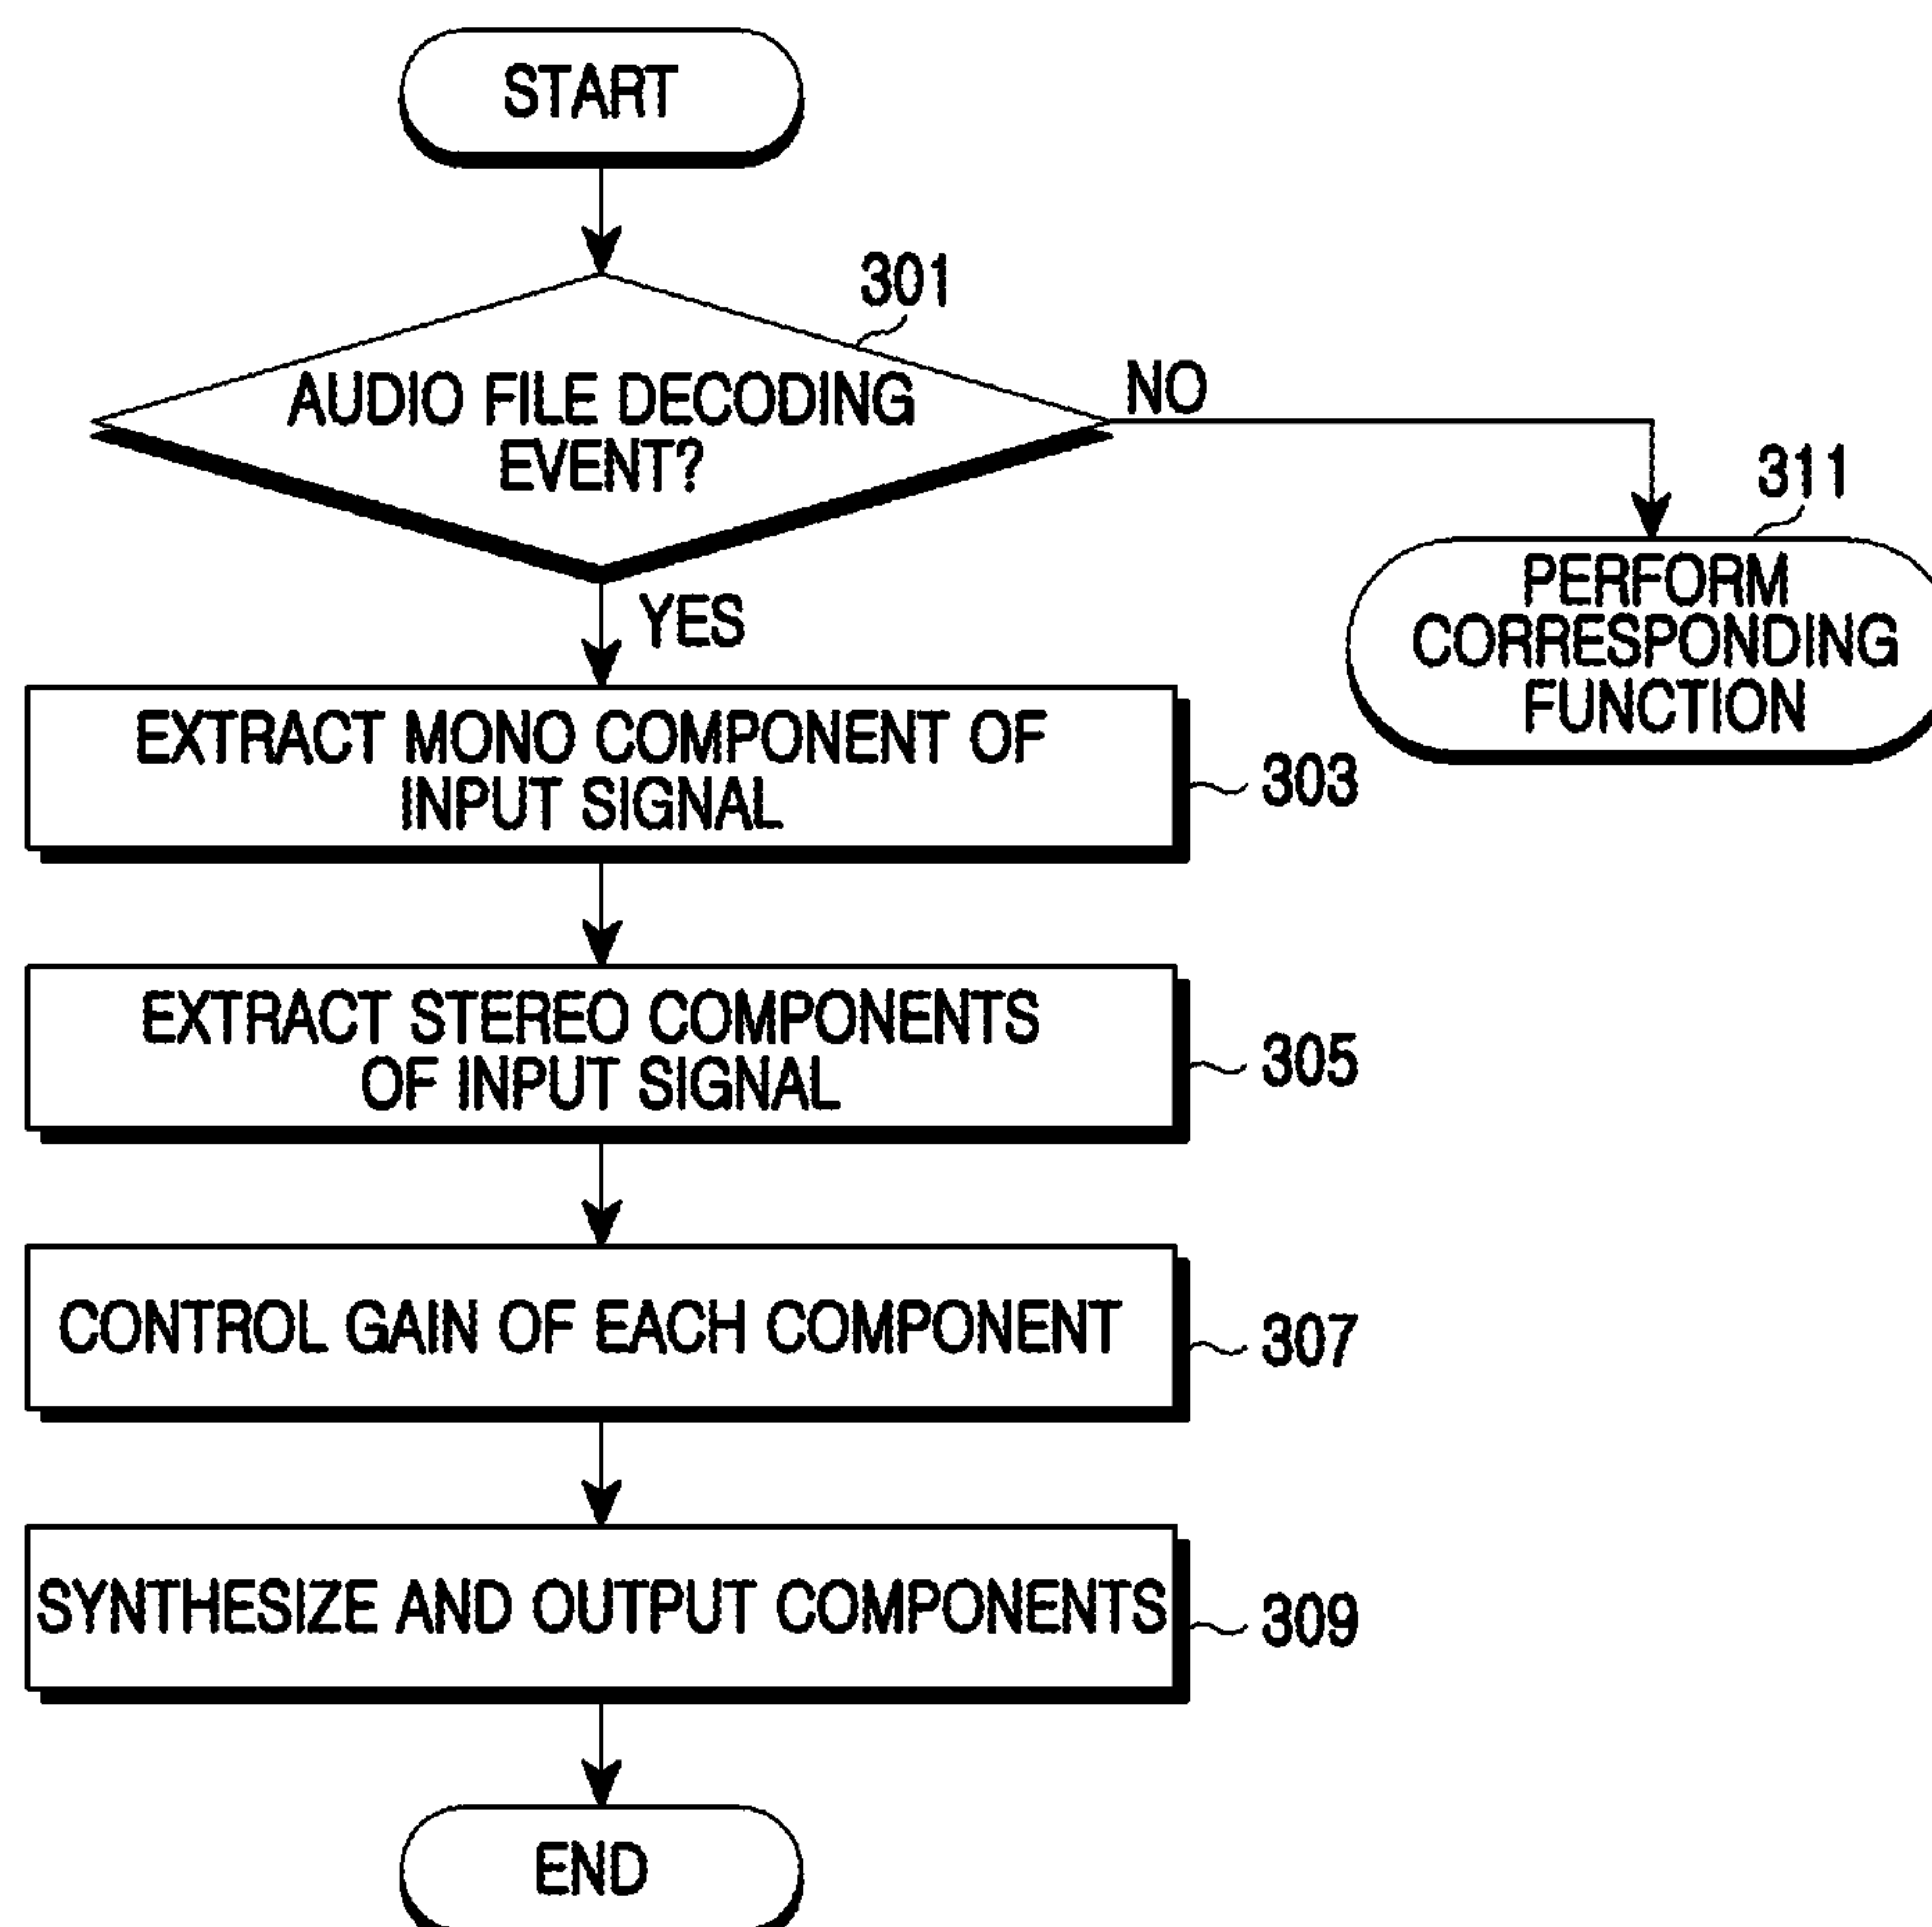 START
301
AUDIO FILE DECODING
EVENT?
NO
311
PERFORM
CORRESPONDING
FUNCTION
YES
EXTRACT MONO COMPONENT OF
INPUT SIGNAL
303
EXTRACT STEREO COMPONENTS
OF INPUT SIGNAL
305
CONTROL GAIN OF EACH COMPONENT
307
SYNTHESIZE AND OUTPUT COMPONENTS
309
END